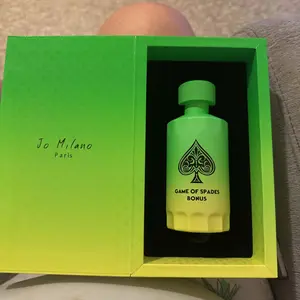 Jo Milano
Paris
GAME OF SPADES
BONUS